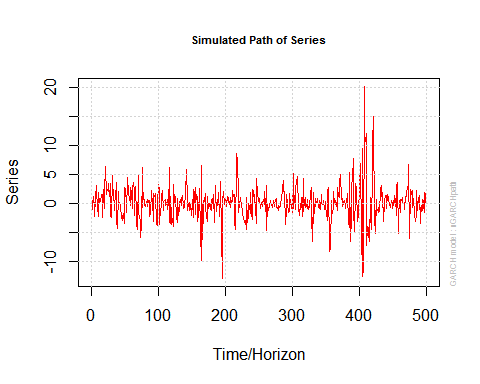 Simulated Path of Series
Series
20
10
5
0
-10
0 100 200 300 400 500
Time/Horizon
GARCH model : iGARCHpath